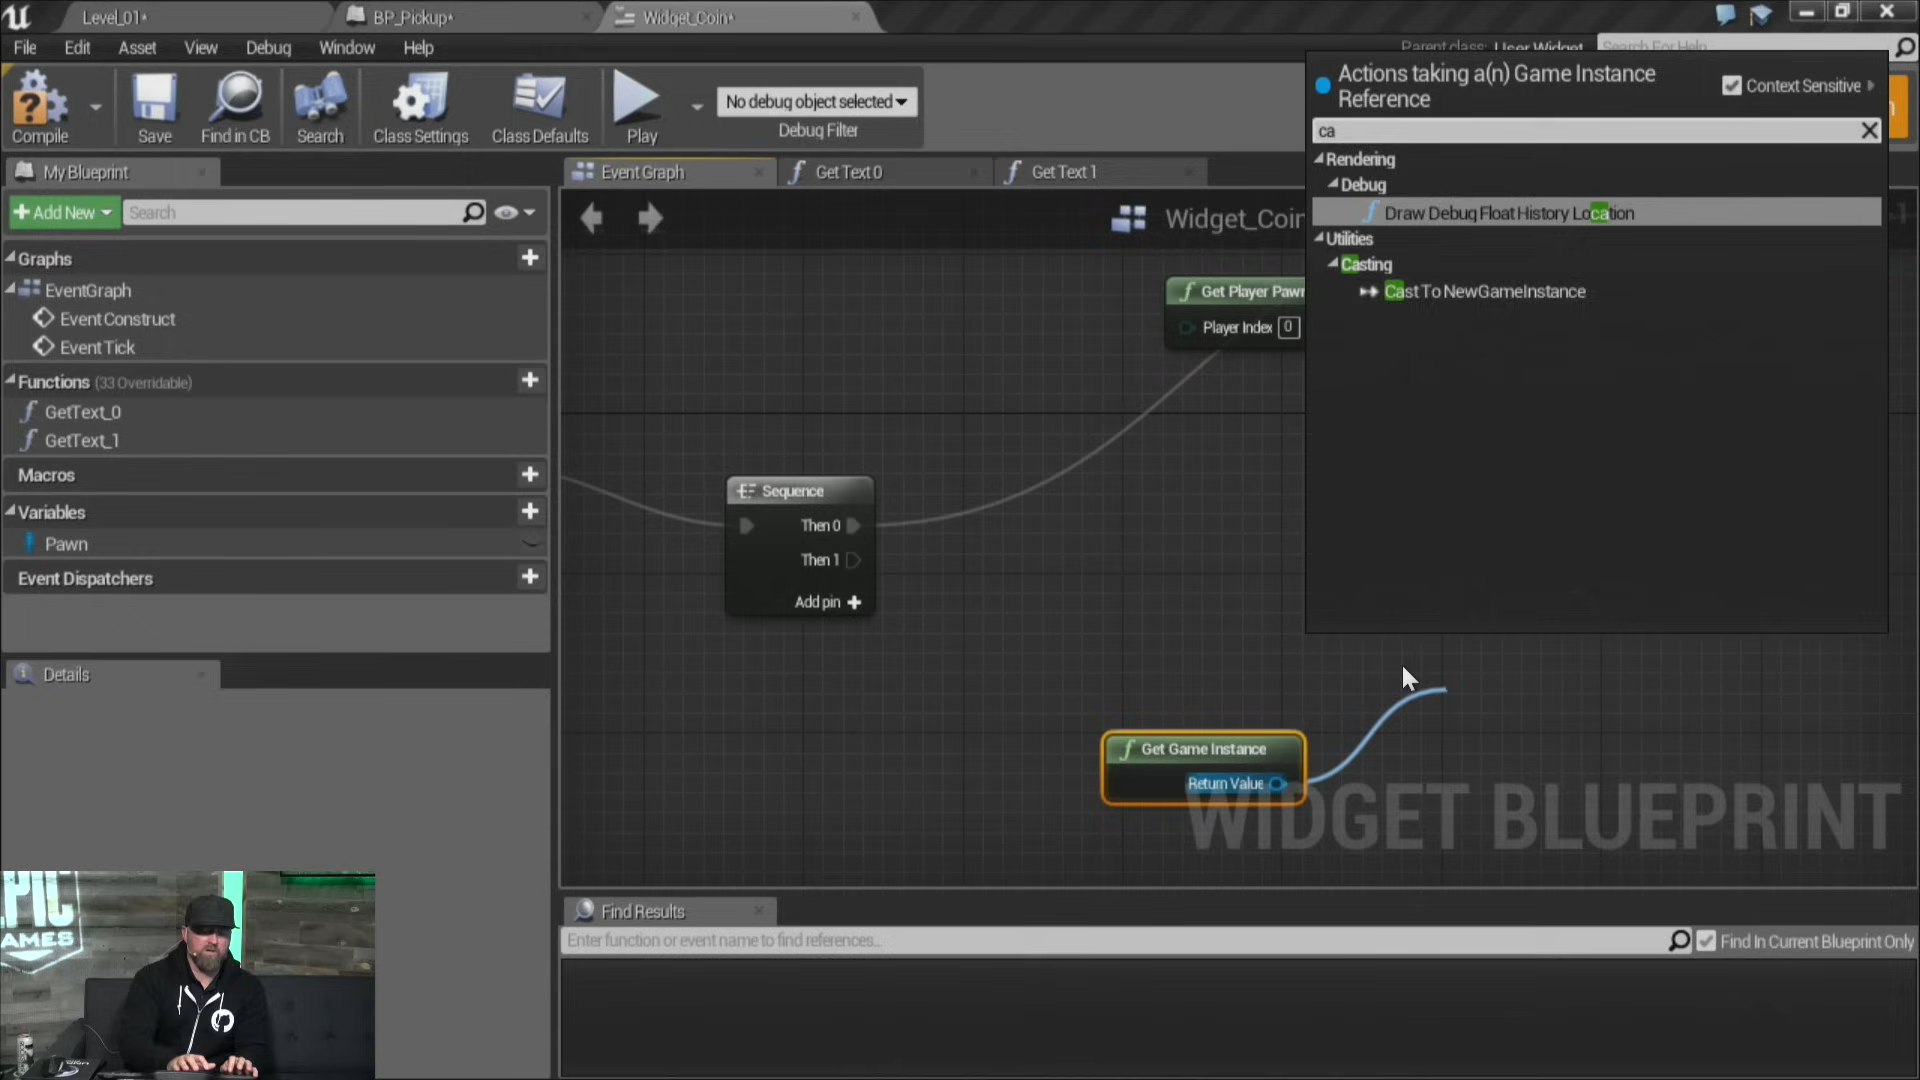 Level_01*
BP_Pickup*
Widget_Coin*
File
Edit
Asset
View
Debug
Window
Help
Parent class: User Widget
Search For Help
Compile
Save
Find in CB
Search
Class Settings
Class Defaults
Play
No debug object selected
Debug Filter
My Blueprint
Add New
Search
Graphs
EventGraph
Event Construct
Event Tick
Functions (33 Overridable)
GetText_0
GetText_1
Macros
Variables
Pawn
Event Dispatchers
Details
Event Graph
Get Text 0
Get Text 1
Widget_Coin
Get Player Pawn
Player Index 0
Sequence
Then 0
Then 1
Add pin
Get Game Instance
Return Value
WIDGET BLUEPRINT
Actions taking a(n) Game Instance
Reference
Context Sensitive
ca
Rendering
Debug
Draw Debug Float History Location
Utilities
Casting
Cast To NewGameInstance
Find Results
Enter function or event name to find references...
Find In Current Blueprint Only
EPIC
GAMES